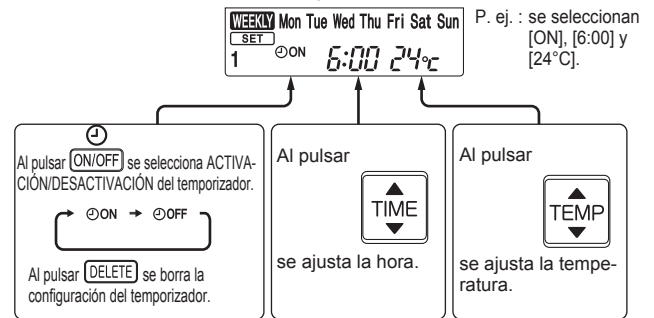 WEEKLY Mon Tue Wed Thu Fri Sat Sun
SET
1 ON 6:00 24°C
P. ej. : se seleccionan
[ON], [6:00] y
[24°C].
Al pulsar ON/OFF se selecciona ACTIVA-
CIÓN/DESACTIVACIÓN del temporizador.
ON → OFF
Al pulsar DELETE se borra la
configuración del temporizador.
Al pulsar
TIME
se ajusta la hora.
Al pulsar
TEMP
se ajusta la tempe-
ratura.